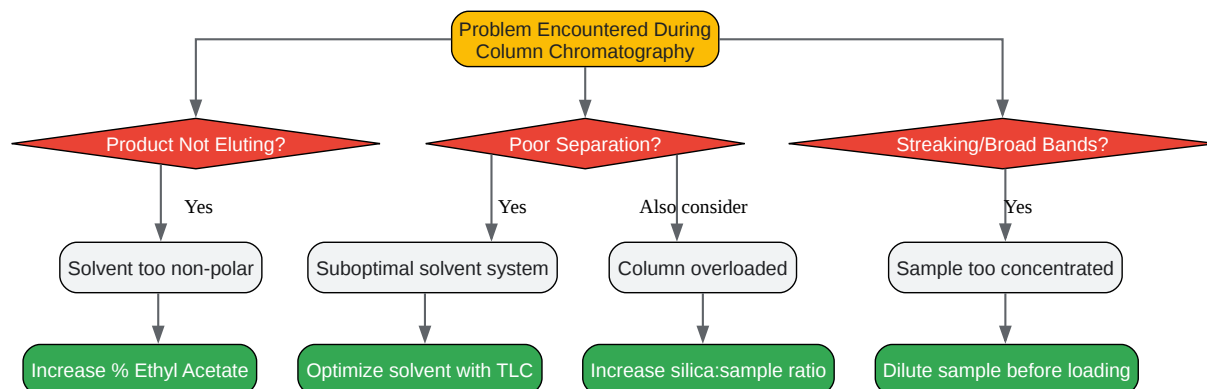 Problem Encountered During
Column Chromatography
Product Not Eluting?
Poor Separation?
Streaking/Broad Bands?
Yes
Yes
Also consider
Yes
Solvent too non-polar
Suboptimal solvent system
Column overloaded
Sample too concentrated
Increase % Ethyl Acetate
Optimize solvent with TLC
Increase silica:sample ratio
Dilute sample before loading